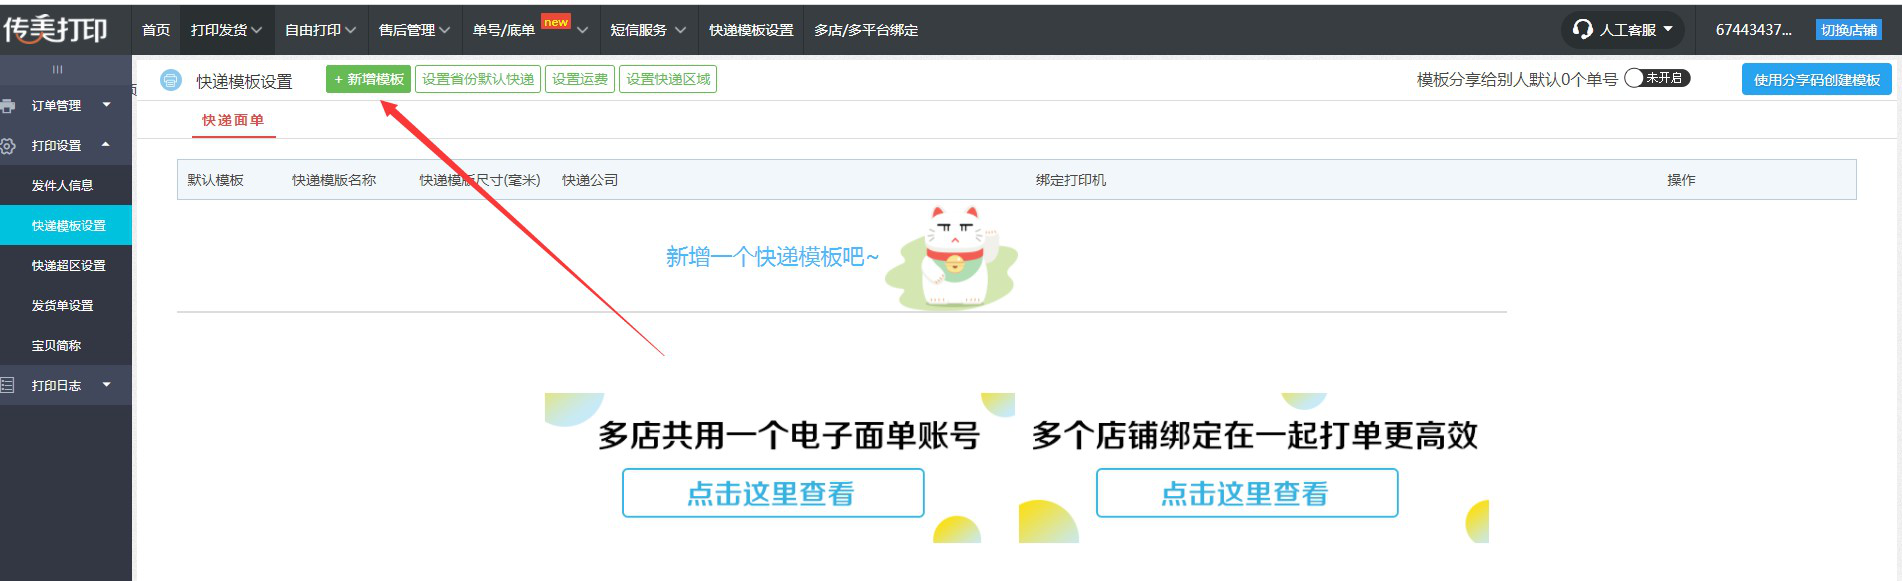 传美打印
首页
打印发货
自由打印
售后管理
单号/底单
new
短信服务
快递模板设置
多店/多平台绑定
人工客服
67443437...
切换店铺
订单管理
打印设置
发件人信息
快递模板设置
快递超区设置
发货单设置
宝贝简称
打印日志
快递模板设置
+ 新增模板
设置省份默认快递
设置运费
设置快递区域
模板分享给别人默认0个单号
未开启
使用分享码创建模板
快递面单
默认模板
快递模版名称
快递模版尺寸(毫米)
快递公司
绑定打印机
操作
新增一个快递模板吧~
多店共用一个电子面单账号
点击这里查看
多个店铺绑定在一起打单更高效
点击这里查看